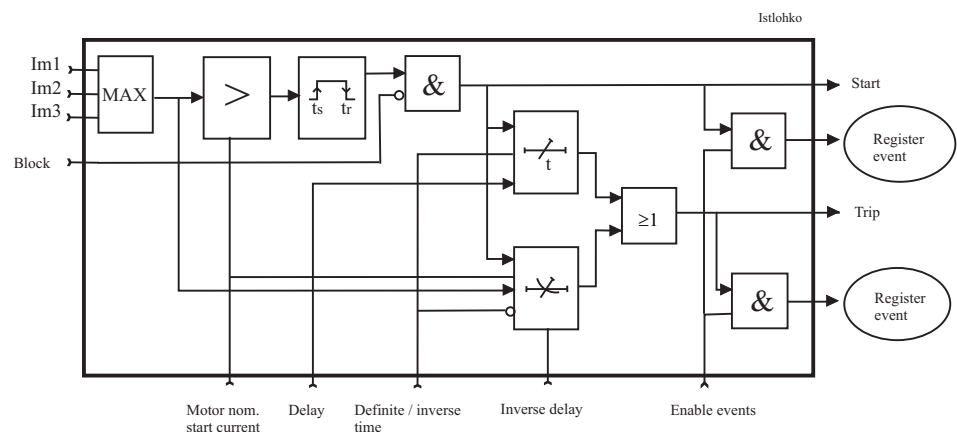 Istlohko
Im1
Im2
Im3
MAX
>
ts
tr
&
Start
Block
t
&
Register
event
≥1
Trip
&
Register
event
Motor nom.
start current
Delay
Definite / inverse
time
Inverse delay
Enable events